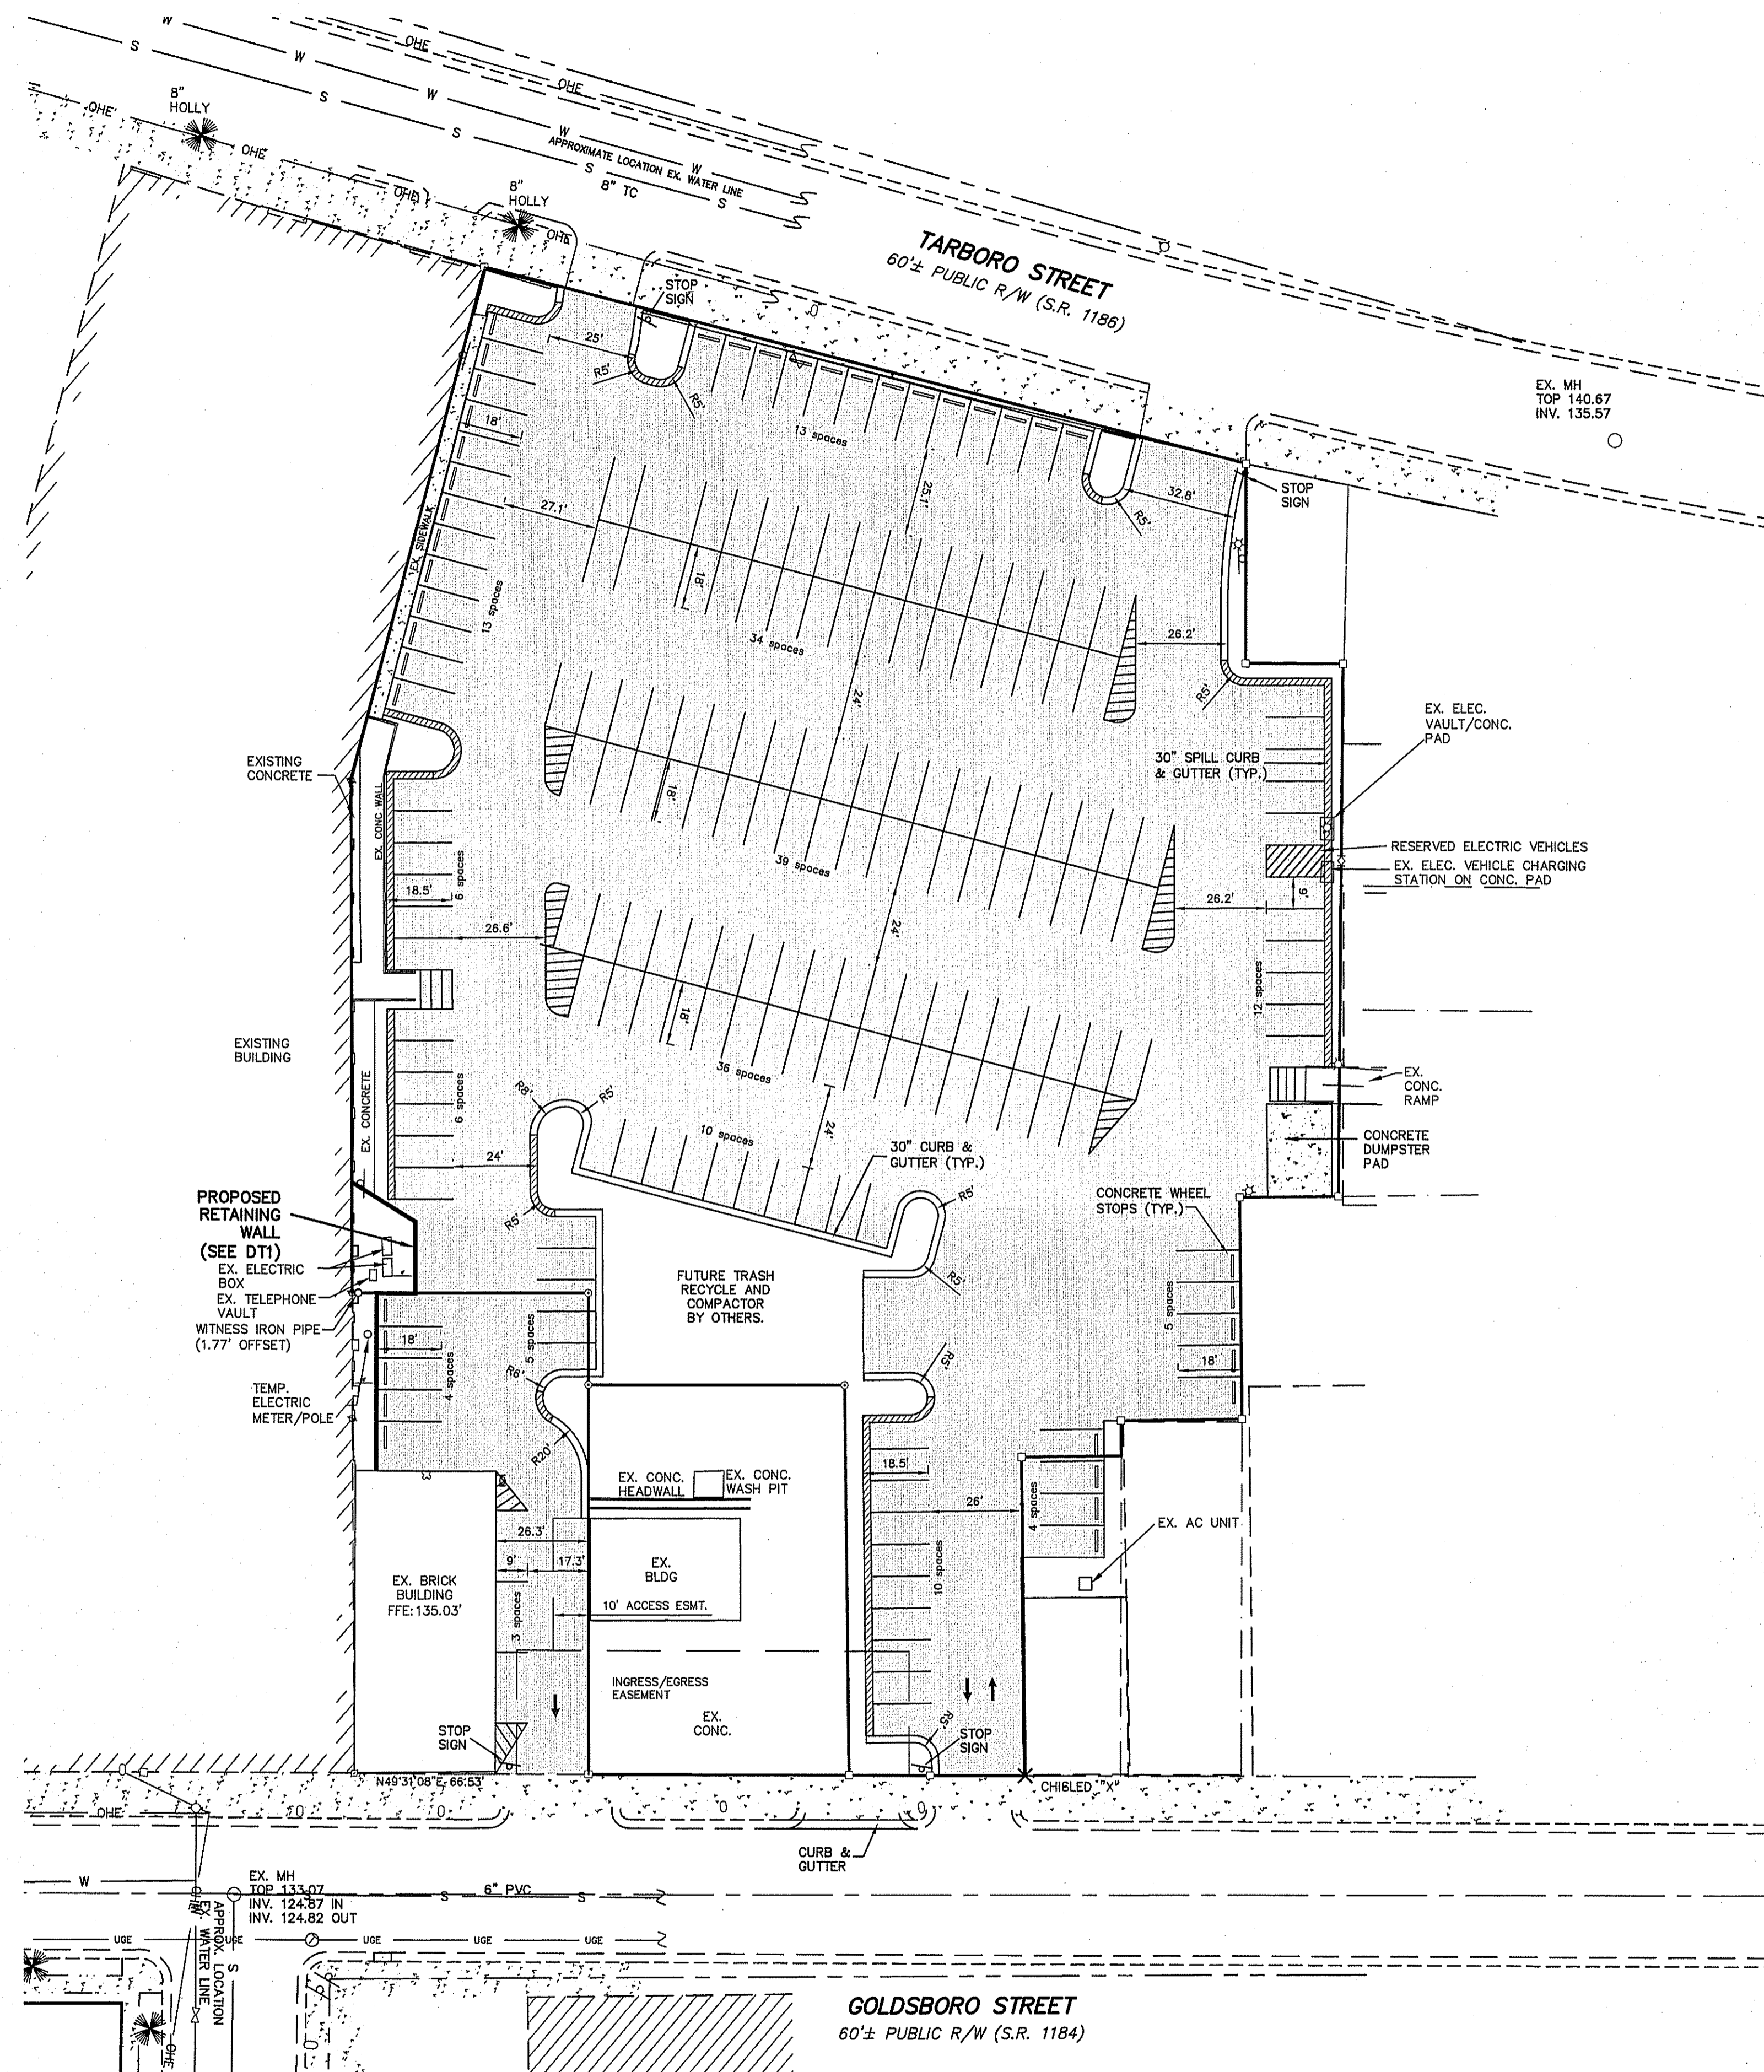 W
OHE
S
W
OHE
8"
HOLLY
S
W
OHE
W
APPROXIMATE LOCATION EX. WATER LINE
W
S
OHE
S
8" TC
S
OHE
8"
HOLLY
OHE
TARBORO STREET
60'± PUBLIC R/W (S.R. 1186)
STOP
SIGN
25'
R5'
R5'
EX. MH
TOP 140.67
INV. 135.57
18'
13 spaces
25.1'
32.8'
R5'
STOP
SIGN
27.1'
EX. SIDEWALK
18'
13 spaces
34 spaces
26.2'
24'
R5'
EX. ELEC.
VAULT/CONC.
PAD
EXISTING
CONCRETE
30" SPILL CURB
& GUTTER (TYP.)
18'
EX. CONC WALL
RESERVED ELECTRIC VEHICLES
EX. ELEC. VEHICLE CHARGING
STATION ON CONC. PAD
39 spaces
18.5'
6 spaces
26.2'
9'
26.6'
24'
12 spaces
18'
EXISTING
BUILDING
36 spaces
EX.
CONC.
RAMP
R8'
R5'
EX. CONCRETE
6 spaces
10 spaces
24'
30" CURB &
GUTTER (TYP.)
CONCRETE
DUMPSTER
PAD
24'
PROPOSED
RETAINING
WALL
(SEE DT1)
R5'
R5'
CONCRETE WHEEL
STOPS (TYP.)
EX. ELECTRIC
BOX
EX. TELEPHONE
VAULT
WITNESS IRON PIPE
(1.77' OFFSET)
FUTURE TRASH
RECYCLE AND
COMPACTOR
BY OTHERS.
R5'
5 spaces
18'
4 spaces
5 spaces
R6'
R5'
18'
TEMP.
ELECTRIC
METER/POLE
R20'
18.5'
EX. CONC.
HEADWALL
EX. CONC.
WASH PIT
26'
4 spaces
EX. AC UNIT
26.3'
9'
17.3'
EX.
BLDG
10 spaces
EX. BRICK
BUILDING
FFE: 135.03'
3 spaces
10' ACCESS ESMT.
INGRESS/EGRESS
EASEMENT
EX.
CONC.
STOP
SIGN
R5'
STOP
SIGN
N49°31'08"E 66.53'
CHISLED "X"
OHE
CURB &
GUTTER
W
EX. MH
TOP 133.07
INV. 124.87 IN
INV. 124.82 OUT
S
S
6" PVC
S
OHW
APPROX. LOCATION
EX. WATER LINE
S
UGE
UGE
UGE
UGE
UGE
OHE
GOLDSBORO STREET
60'± PUBLIC R/W (S.R. 1184)